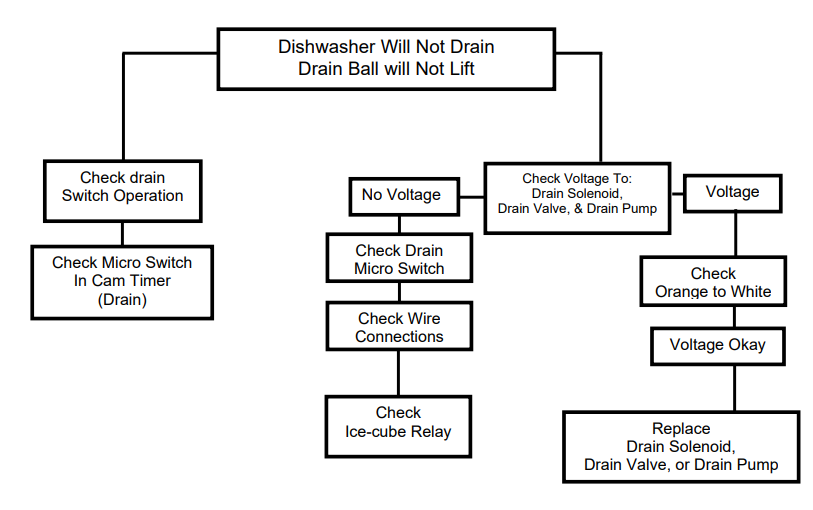 Dishwasher Will Not Drain
Drain Ball will Not Lift
Check drain
Switch Operation
Check Micro Switch
In Cam Timer
(Drain)
No Voltage
Check Voltage To:
Drain Solenoid,
Drain Valve, & Drain Pump
Voltage
Check Drain
Micro Switch
Check Wire
Connections
Check
Ice-cube Relay
Check
Orange to White
Voltage Okay
Replace
Drain Solenoid,
Drain Valve, or Drain Pump